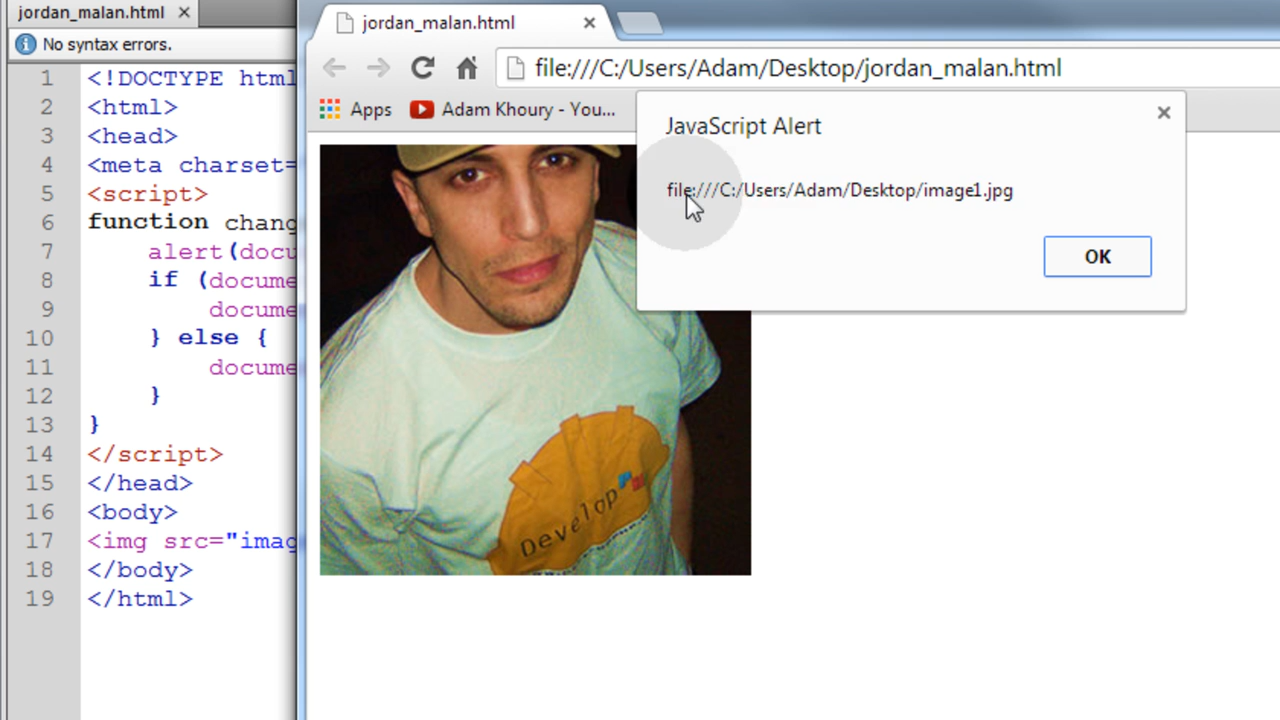 jordan_malan.html
No syntax errors.
1 <!DOCTYPE html
2 <html>
3 <head>
4 <meta charset=
5 <script>
6 function chang
7 alert(docu
8 if (docume
9 docume
10 } else {
11 docume
12 }
13 }
14 </script>
15 </head>
16 <body>
17 <img src="imag
18 </body>
19 </html>
jordan_malan.html
file:///C:/Users/Adam/Desktop/jordan_malan.html
Apps
Adam Khoury - You...
JavaScript Alert
file:///C:/Users/Adam/Desktop/image1.jpg
OK
Develop